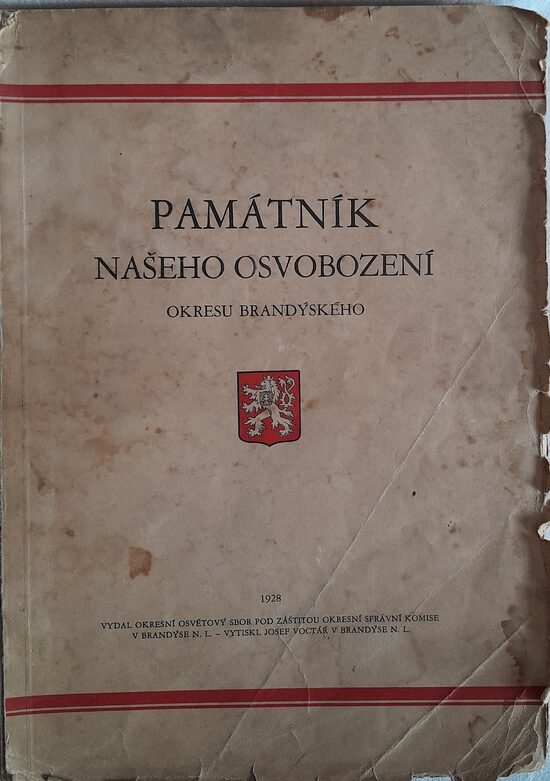 PAMÁTNÍK
NAŠEHO OSVOBOZENÍ
OKRESU BRANDÝSKÉHO
1928
VYDAL OKRESNÍ OSVĚTOVÝ SBOR POD ZÁŠTITOU OKRESNÍ SPRÁVNÍ KOMISE
V BRANDÝSE N. L. – VYTISKL JOSEF VOCTÁŘ V BRANDÝSE N. L.